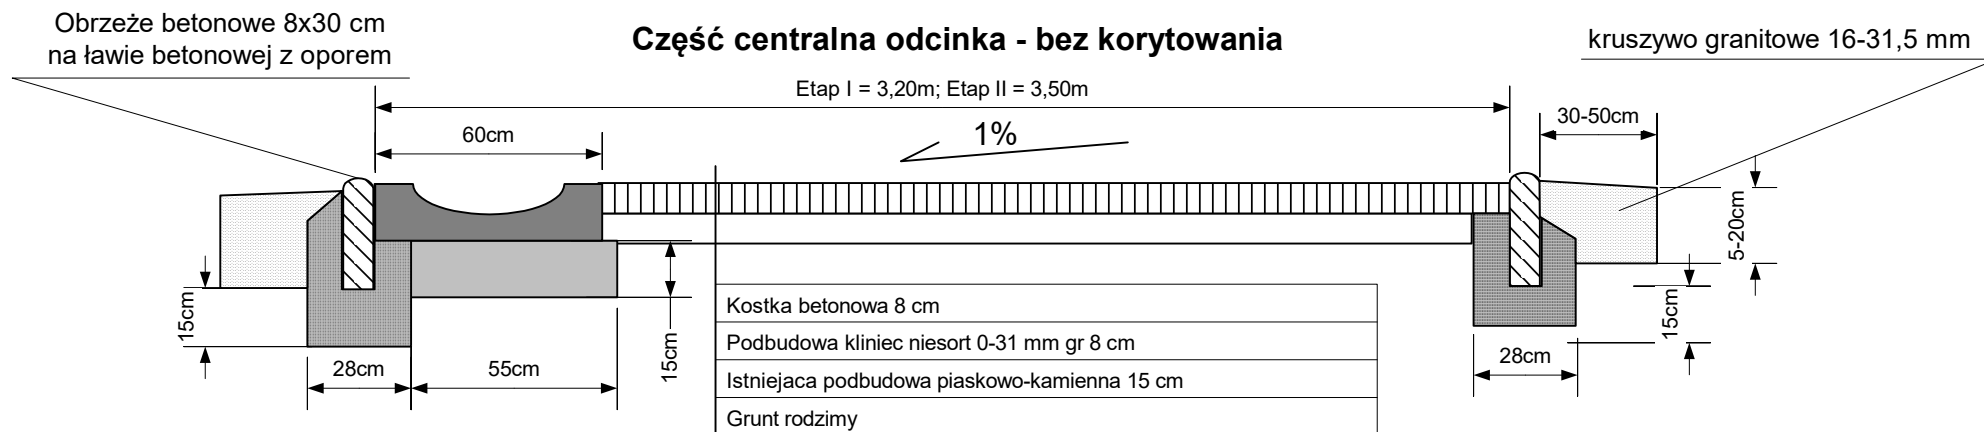 Obrzeże betonowe 8x30 cm
na ławie betonowej z oporem
Część centralna odcinka - bez korytowania
kruszywo granitowe 16-31,5 mm
Etap I = 3,20m; Etap II = 3,50m
60cm
1%
30-50cm
5-20cm
15cm
15cm
15cm
28cm
55cm
28cm
Kostka betonowa 8 cm
Podbudowa kliniec niesort 0-31 mm gr 8 cm
Istniejaca podbudowa piaskowo-kamienna 15 cm
Grunt rodzimy